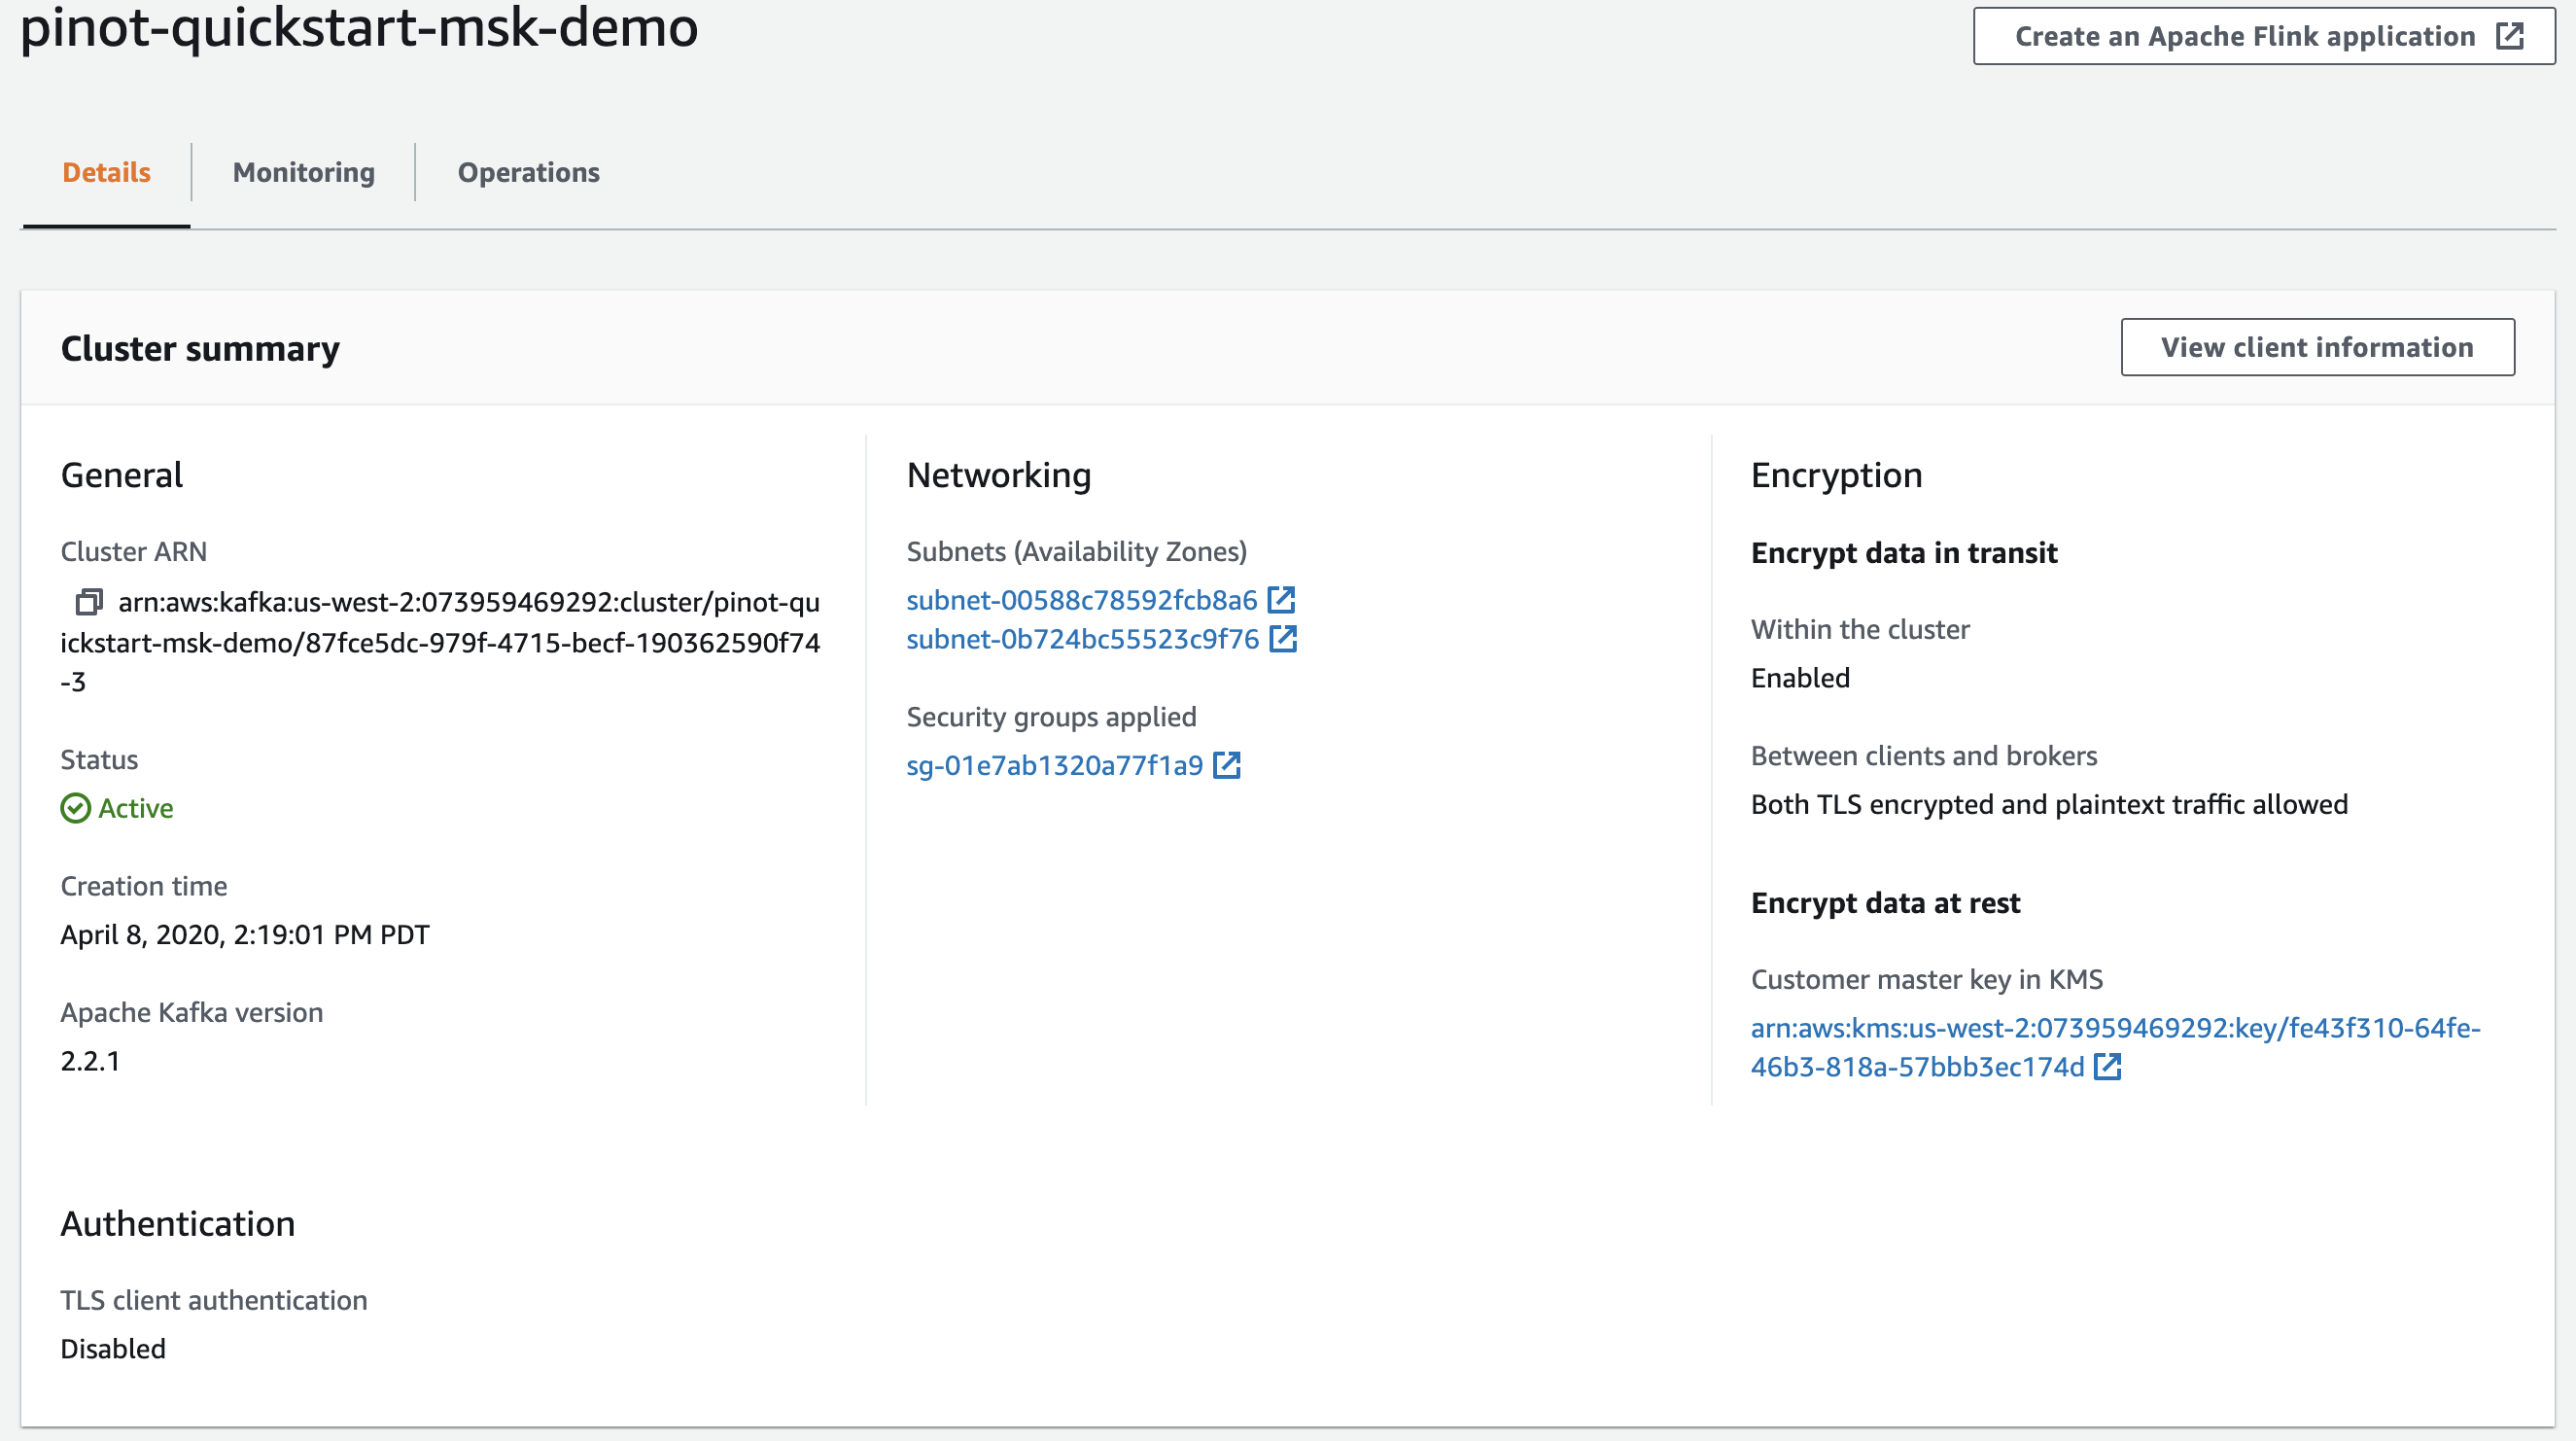 pinot-quickstart-msk-demo
Create an Apache Flink application
Details
Monitoring
Operations
Cluster summary
View client information
General
Cluster ARN
arn:aws:kafka:us-west-2:073959469292:cluster/pinot-qu
ickstart-msk-demo/87fce5dc-979f-4715-becf-190362590f74
-3
Status
Active
Creation time
April 8, 2020, 2:19:01 PM PDT
Apache Kafka version
2.2.1
Networking
Subnets (Availability Zones)
subnet-00588c78592fcb8a6
subnet-0b724bc55523c9f76
Security groups applied
sg-01e7ab1320a77f1a9
Encryption
Encrypt data in transit
Within the cluster
Enabled
Between clients and brokers
Both TLS encrypted and plaintext traffic allowed
Encrypt data at rest
Customer master key in KMS
arn:aws:kms:us-west-2:073959469292:key/fe43f310-64fe-
46b3-818a-57bbb3ec174d
Authentication
TLS client authentication
Disabled